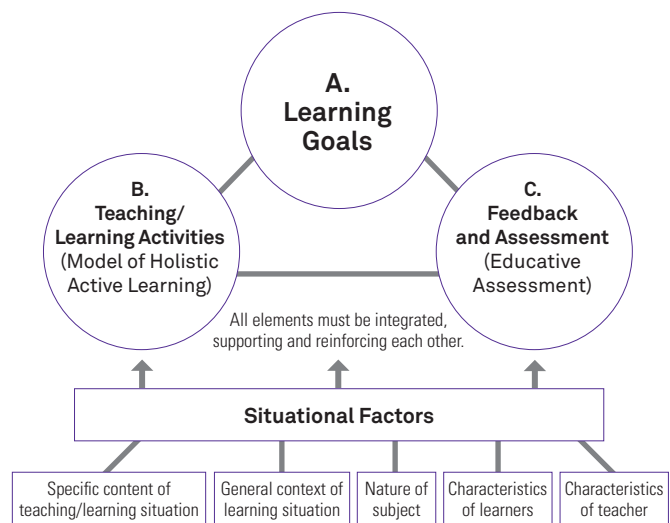 A.
Learning
Goals
B.
Teaching/
Learning Activities
(Model of Holistic
Active Learning)
C.
Feedback
and Assessment
(Educative
Assessment)
All elements must be integrated,
supporting and reinforcing each other.
Situational Factors
Specific content of
teaching/learning situation
General context of
learning situation
Nature of
subject
Characteristics
of learners
Characteristics
of teacher